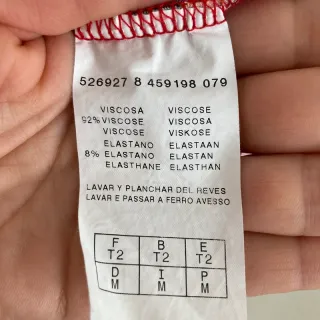 526927 8 459198 079
VISCOSA VISCOSE
92% VISCOSE VISCOSA
VISCOSE VISKOSE
ELASTANO ELASTAAN
8% ELASTANO ELASTAN
ELASTHANE ELASTHAN
LAVAR Y PLANCHAR DEL REVES
LAVAR E PASSAR A FERRO AVESSO
F B E
T2 T2 T2
D I P
M M M